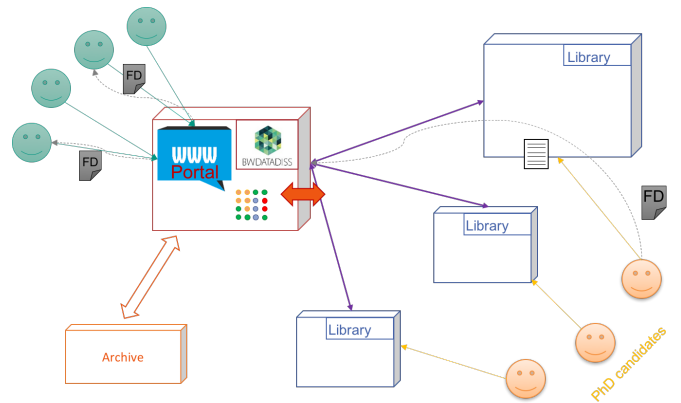 FD
FD
www
Portal
BWDATADISS
Library
Library
Library
FD
Archive
PhD candidates